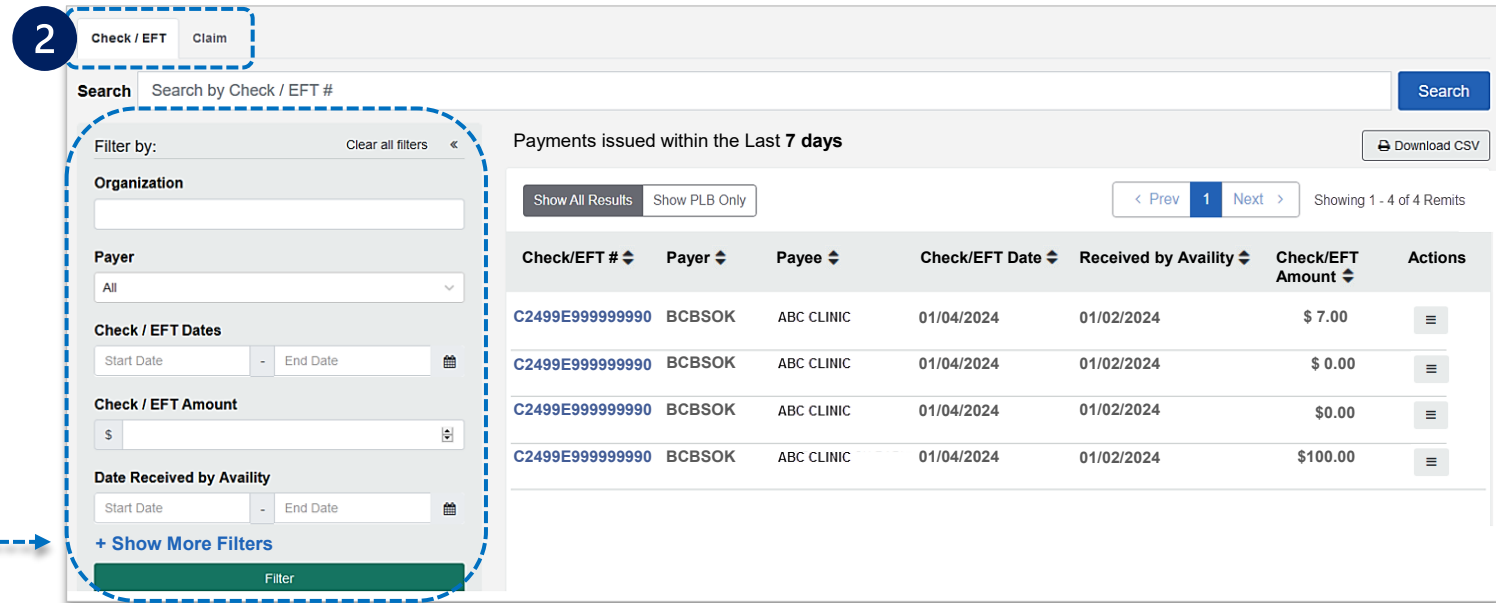 2
Check / EFT Claim
Search Search by Check / EFT # Search
Filter by: Clear all filters «
Organization
Payer
All
Check / EFT Dates
Start Date - End Date
Check / EFT Amount
$
Date Received by Availity
Start Date - End Date
+ Show More Filters
Filter
Payments issued within the Last 7 days
Download CSV
Show All Results Show PLB Only
< Prev 1 Next > Showing 1 - 4 of 4 Remits
Check/EFT # Payer Payee Check/EFT Date Received by Availity Check/EFT Amount Actions
C2499E999999990 BCBSOK ABC CLINIC 01/04/2024 01/02/2024 $ 7.00
C2499E999999990 BCBSOK ABC CLINIC 01/04/2024 01/02/2024 $ 0.00
C2499E999999990 BCBSOK ABC CLINIC 01/04/2024 01/02/2024 $0.00
C2499E999999990 BCBSOK ABC CLINIC 01/04/2024 01/02/2024 $100.00